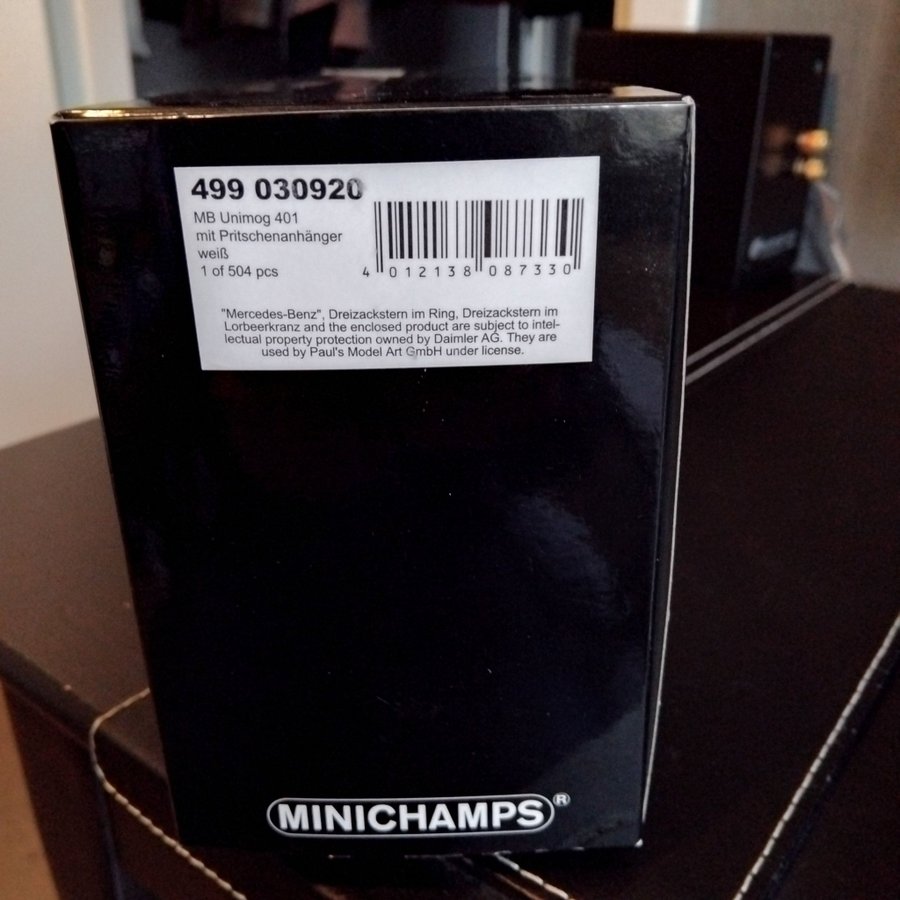 499 030920
MB Unimog 401
mit Pritschenanhänger
weiß
1 of 504 pcs
4 012138 087330
"Mercedes-Benz", Dreizackstern im Ring, Dreizackstern im
Lorbeerkranz and the enclosed product are subject to intel-
lectual property protection owned by Daimler AG. They are
used by Paul's Model Art GmbH under license.
MINICHAMPS®